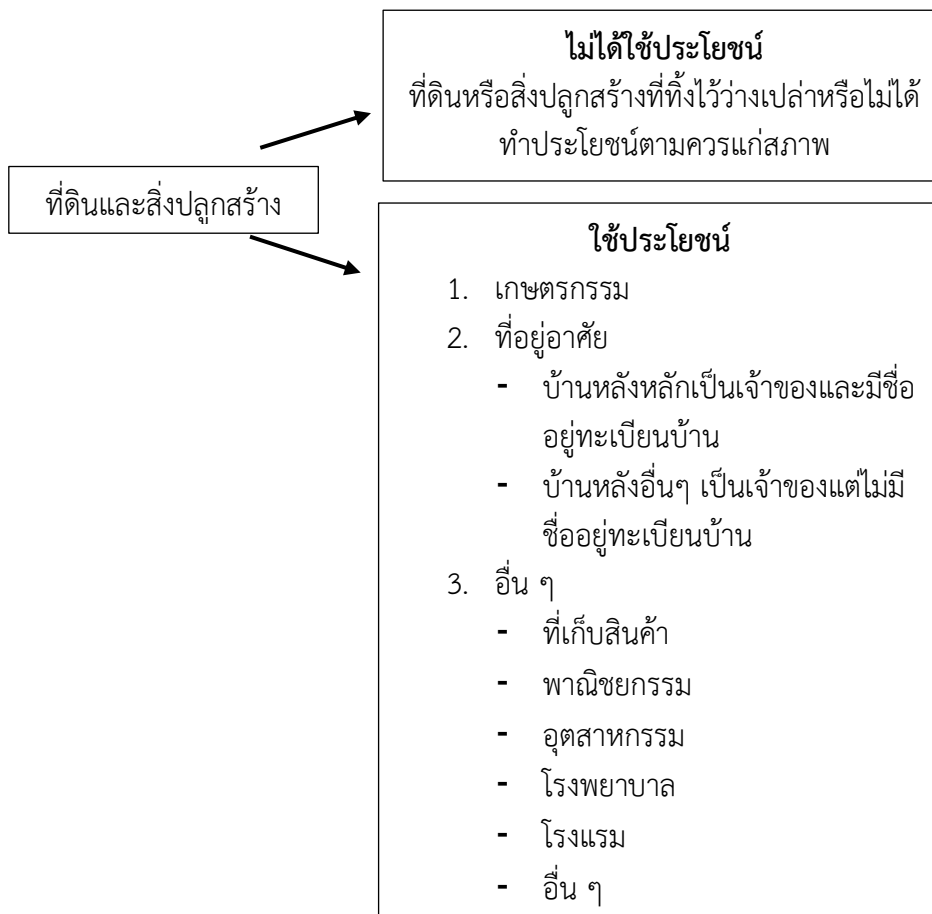 ไม่ได้ใช้ประโยชน์
ที่ดินหรือสิ่งปลูกสร้างที่ทิ้งไว้ว่างเปล่าหรือไม่ได้
ทำประโยชน์ตามควรแก่สภาพ
ที่ดินและสิ่งปลูกสร้าง
ใช้ประโยชน์
1. เกษตรกรรม
2. ที่อยู่อาศัย
- บ้านหลังหลักเป็นเจ้าของและมีชื่อ
อยู่ทะเบียนบ้าน
- บ้านหลังอื่นๆ เป็นเจ้าของแต่ไม่มี
ชื่ออยู่ทะเบียนบ้าน
3. อื่น ๆ
- ที่เก็บสินค้า
- พาณิชยกรรม
- อุตสาหกรรม
- โรงพยาบาล
- โรงแรม
- อื่น ๆ